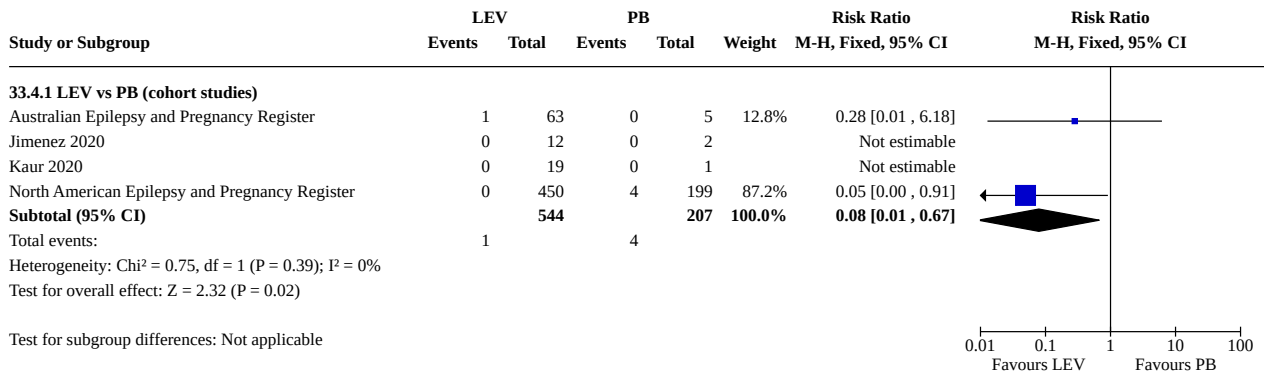 LEV PB Risk Ratio Risk Ratio
Study or Subgroup Events Total Events Total Weight M-H, Fixed, 95% CI M-H, Fixed, 95% CI
33.4.1 LEV vs PB (cohort studies)
Australian Epilepsy and Pregnancy Register 1 63 0 5 12.8% 0.28 [0.01 , 6.18]
Jimenez 2020 0 12 0 2 Not estimable
Kaur 2020 0 19 0 1 Not estimable
North American Epilepsy and Pregnancy Register 0 450 4 199 87.2% 0.05 [0.00 , 0.91]
Subtotal (95% CI) 544 207 100.0% 0.08 [0.01 , 0.67]
Total events: 1 4
Heterogeneity: Chi² = 0.75, df = 1 (P = 0.39); I² = 0%
Test for overall effect: Z = 2.32 (P = 0.02)
Test for subgroup differences: Not applicable
0.01 0.1 1 10 100
Favours LEV Favours PB